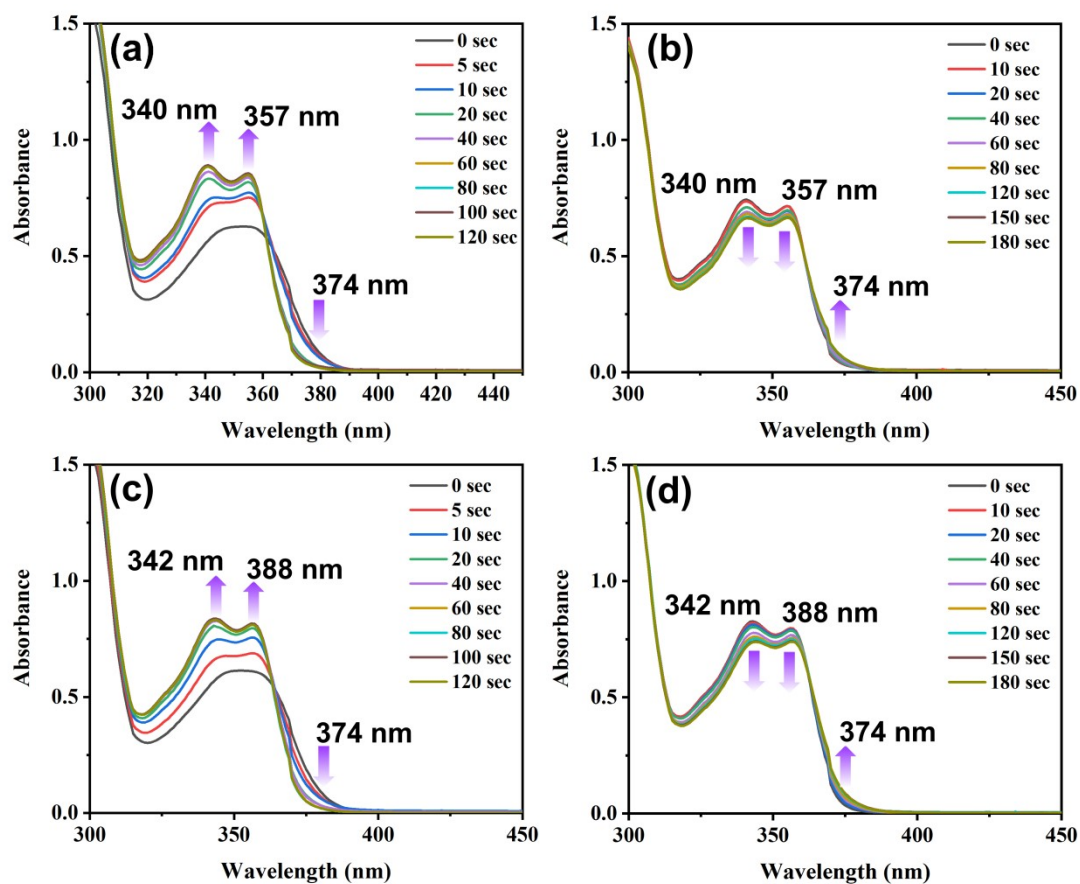 (a)
340 nm
357 nm
374 nm
0 sec
5 sec
10 sec
20 sec
40 sec
60 sec
80 sec
100 sec
120 sec
1.5
1.0
0.5
0.0
Absorbance
300 320 340 360 380 400 420 440
Wavelength (nm)
(b)
340 nm
357 nm
374 nm
0 sec
10 sec
20 sec
40 sec
60 sec
80 sec
120 sec
150 sec
180 sec
1.5
1.0
0.5
0.0
Absorbance
300 350 400 450
Wavelength (nm)
(c)
342 nm
388 nm
374 nm
0 sec
5 sec
10 sec
20 sec
40 sec
60 sec
80 sec
100 sec
120 sec
1.5
1.0
0.5
0.0
Absorbance
300 350 400 450
Wavelength (nm)
(d)
342 nm
388 nm
374 nm
0 sec
10 sec
20 sec
40 sec
60 sec
80 sec
120 sec
150 sec
180 sec
1.5
1.0
0.5
0.0
Absorbance
300 350 400 450
Wavelength (nm)